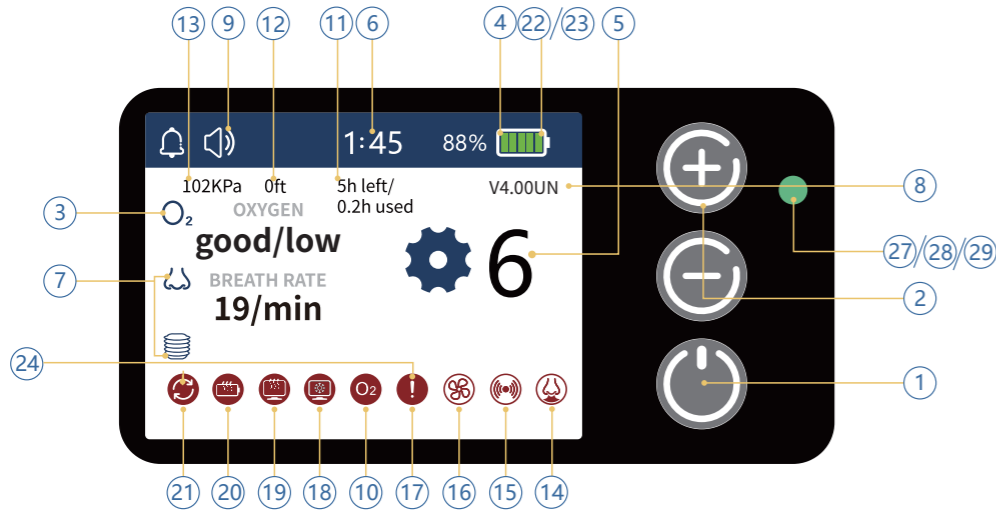 13 9 12 11 6 4 22/23 5
1:45 88%
102KPa 0ft 5h left/ V4.00UN 8
0.2h used
3 O₂ OXYGEN
good/low
6
27/28/29
7 BREATH RATE
19/min
2
24
O2 !
1
21 20 19 18 10 17 16 15 14